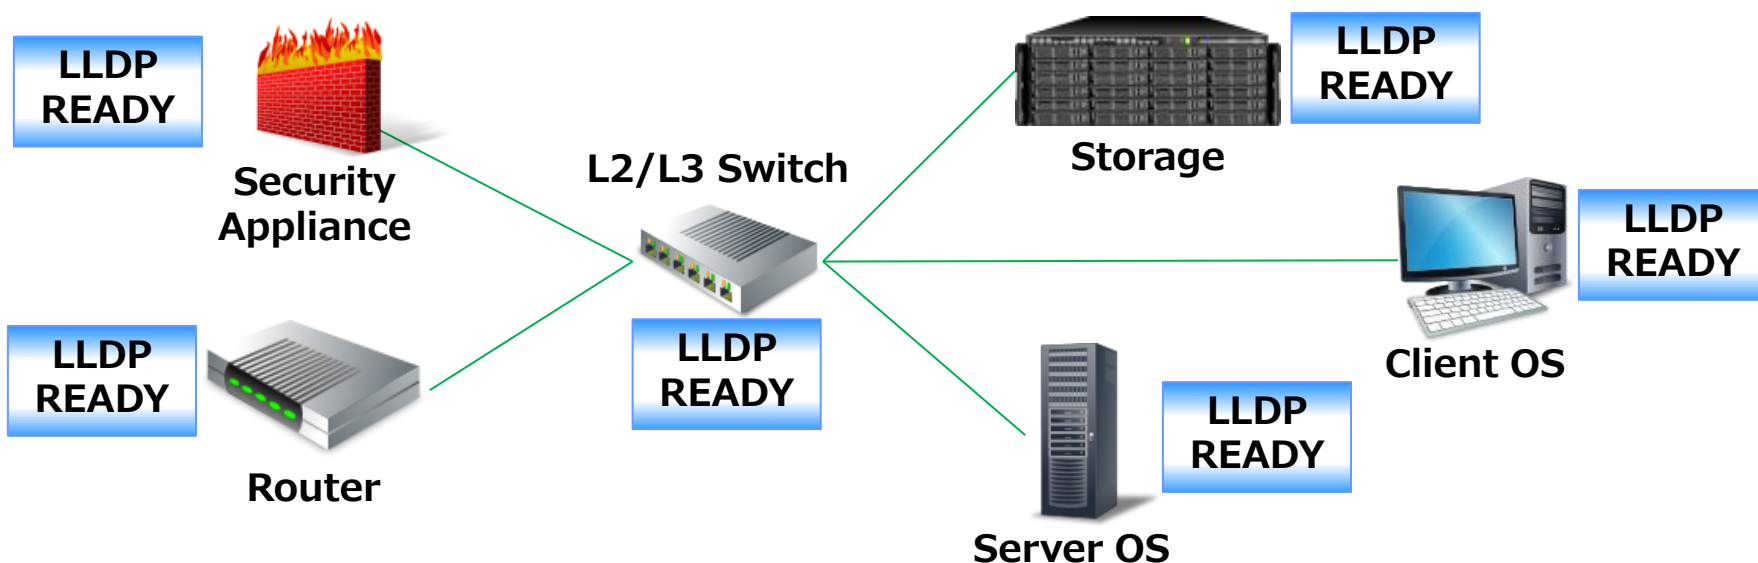 LLDP
READY
Security
Appliance
L2/L3 Switch
LLDP
READY
Storage
LLDP
READY
LLDP
READY
Client OS
LLDP
READY
Router
LLDP
READY
Server OS